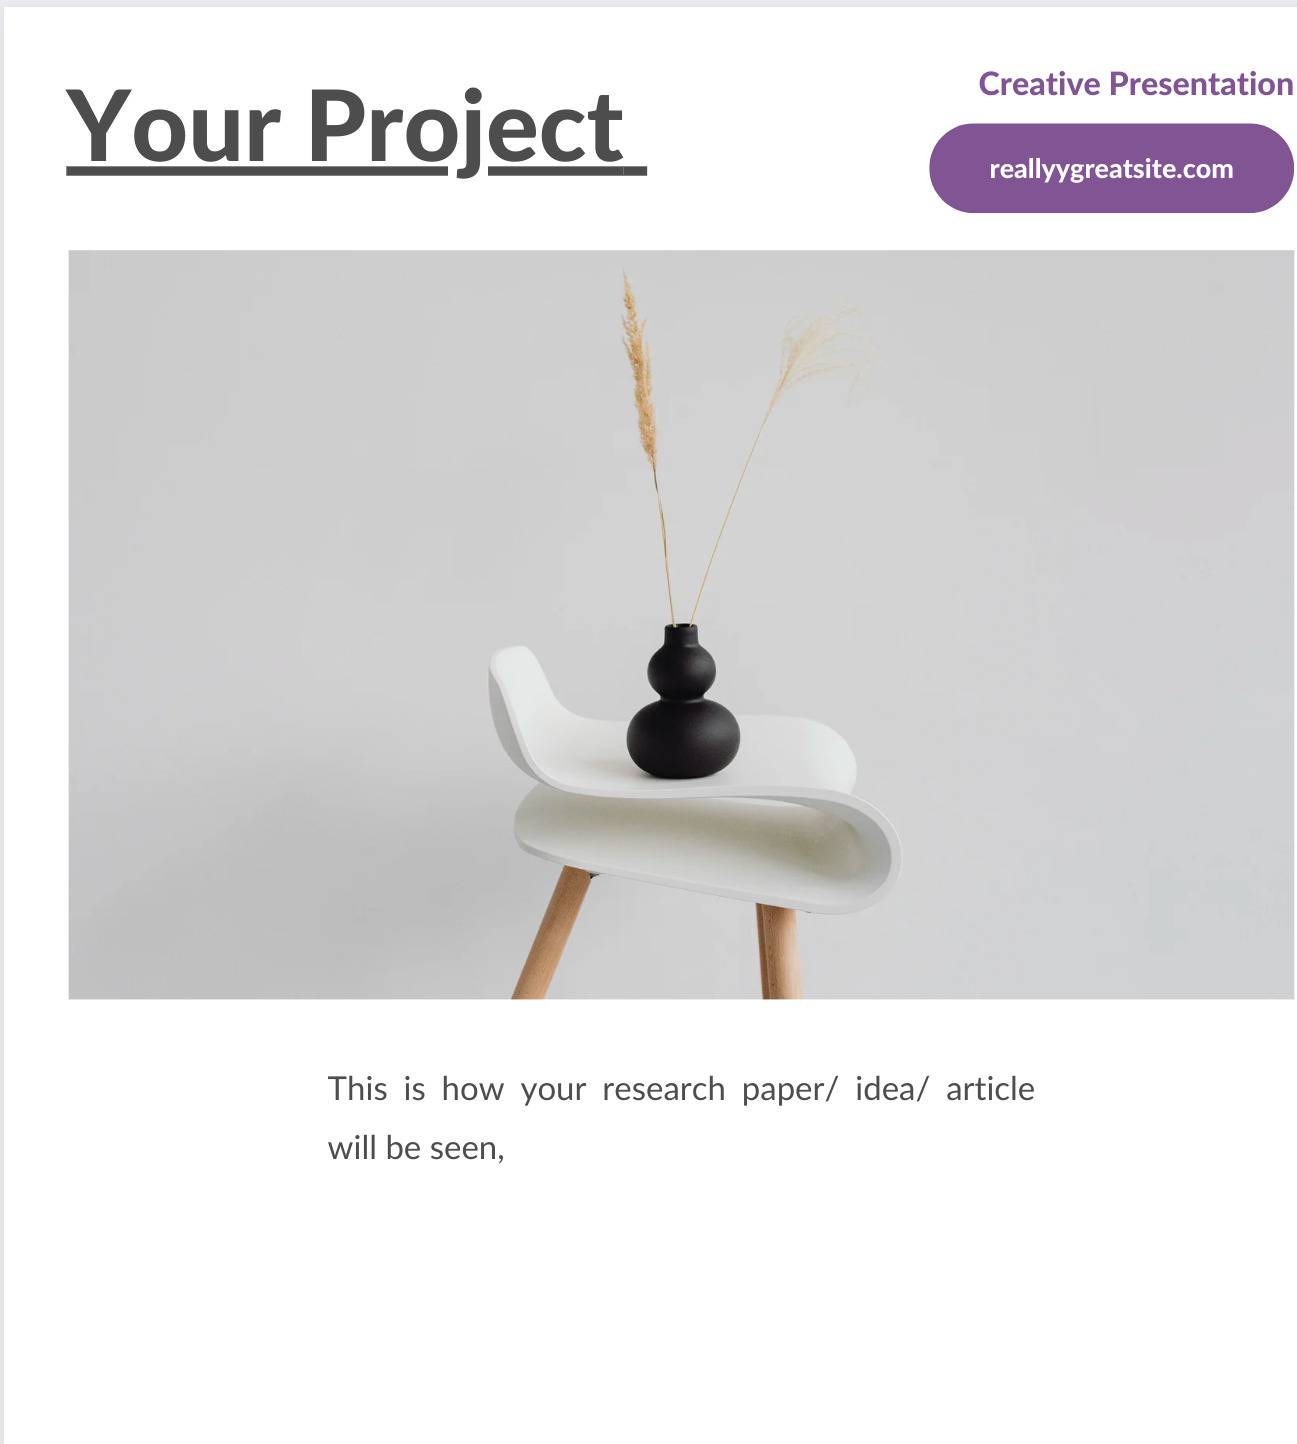 Your Project
Creative Presentation
reallyygreatsite.com
This is how your research paper/ idea/ article
will be seen,